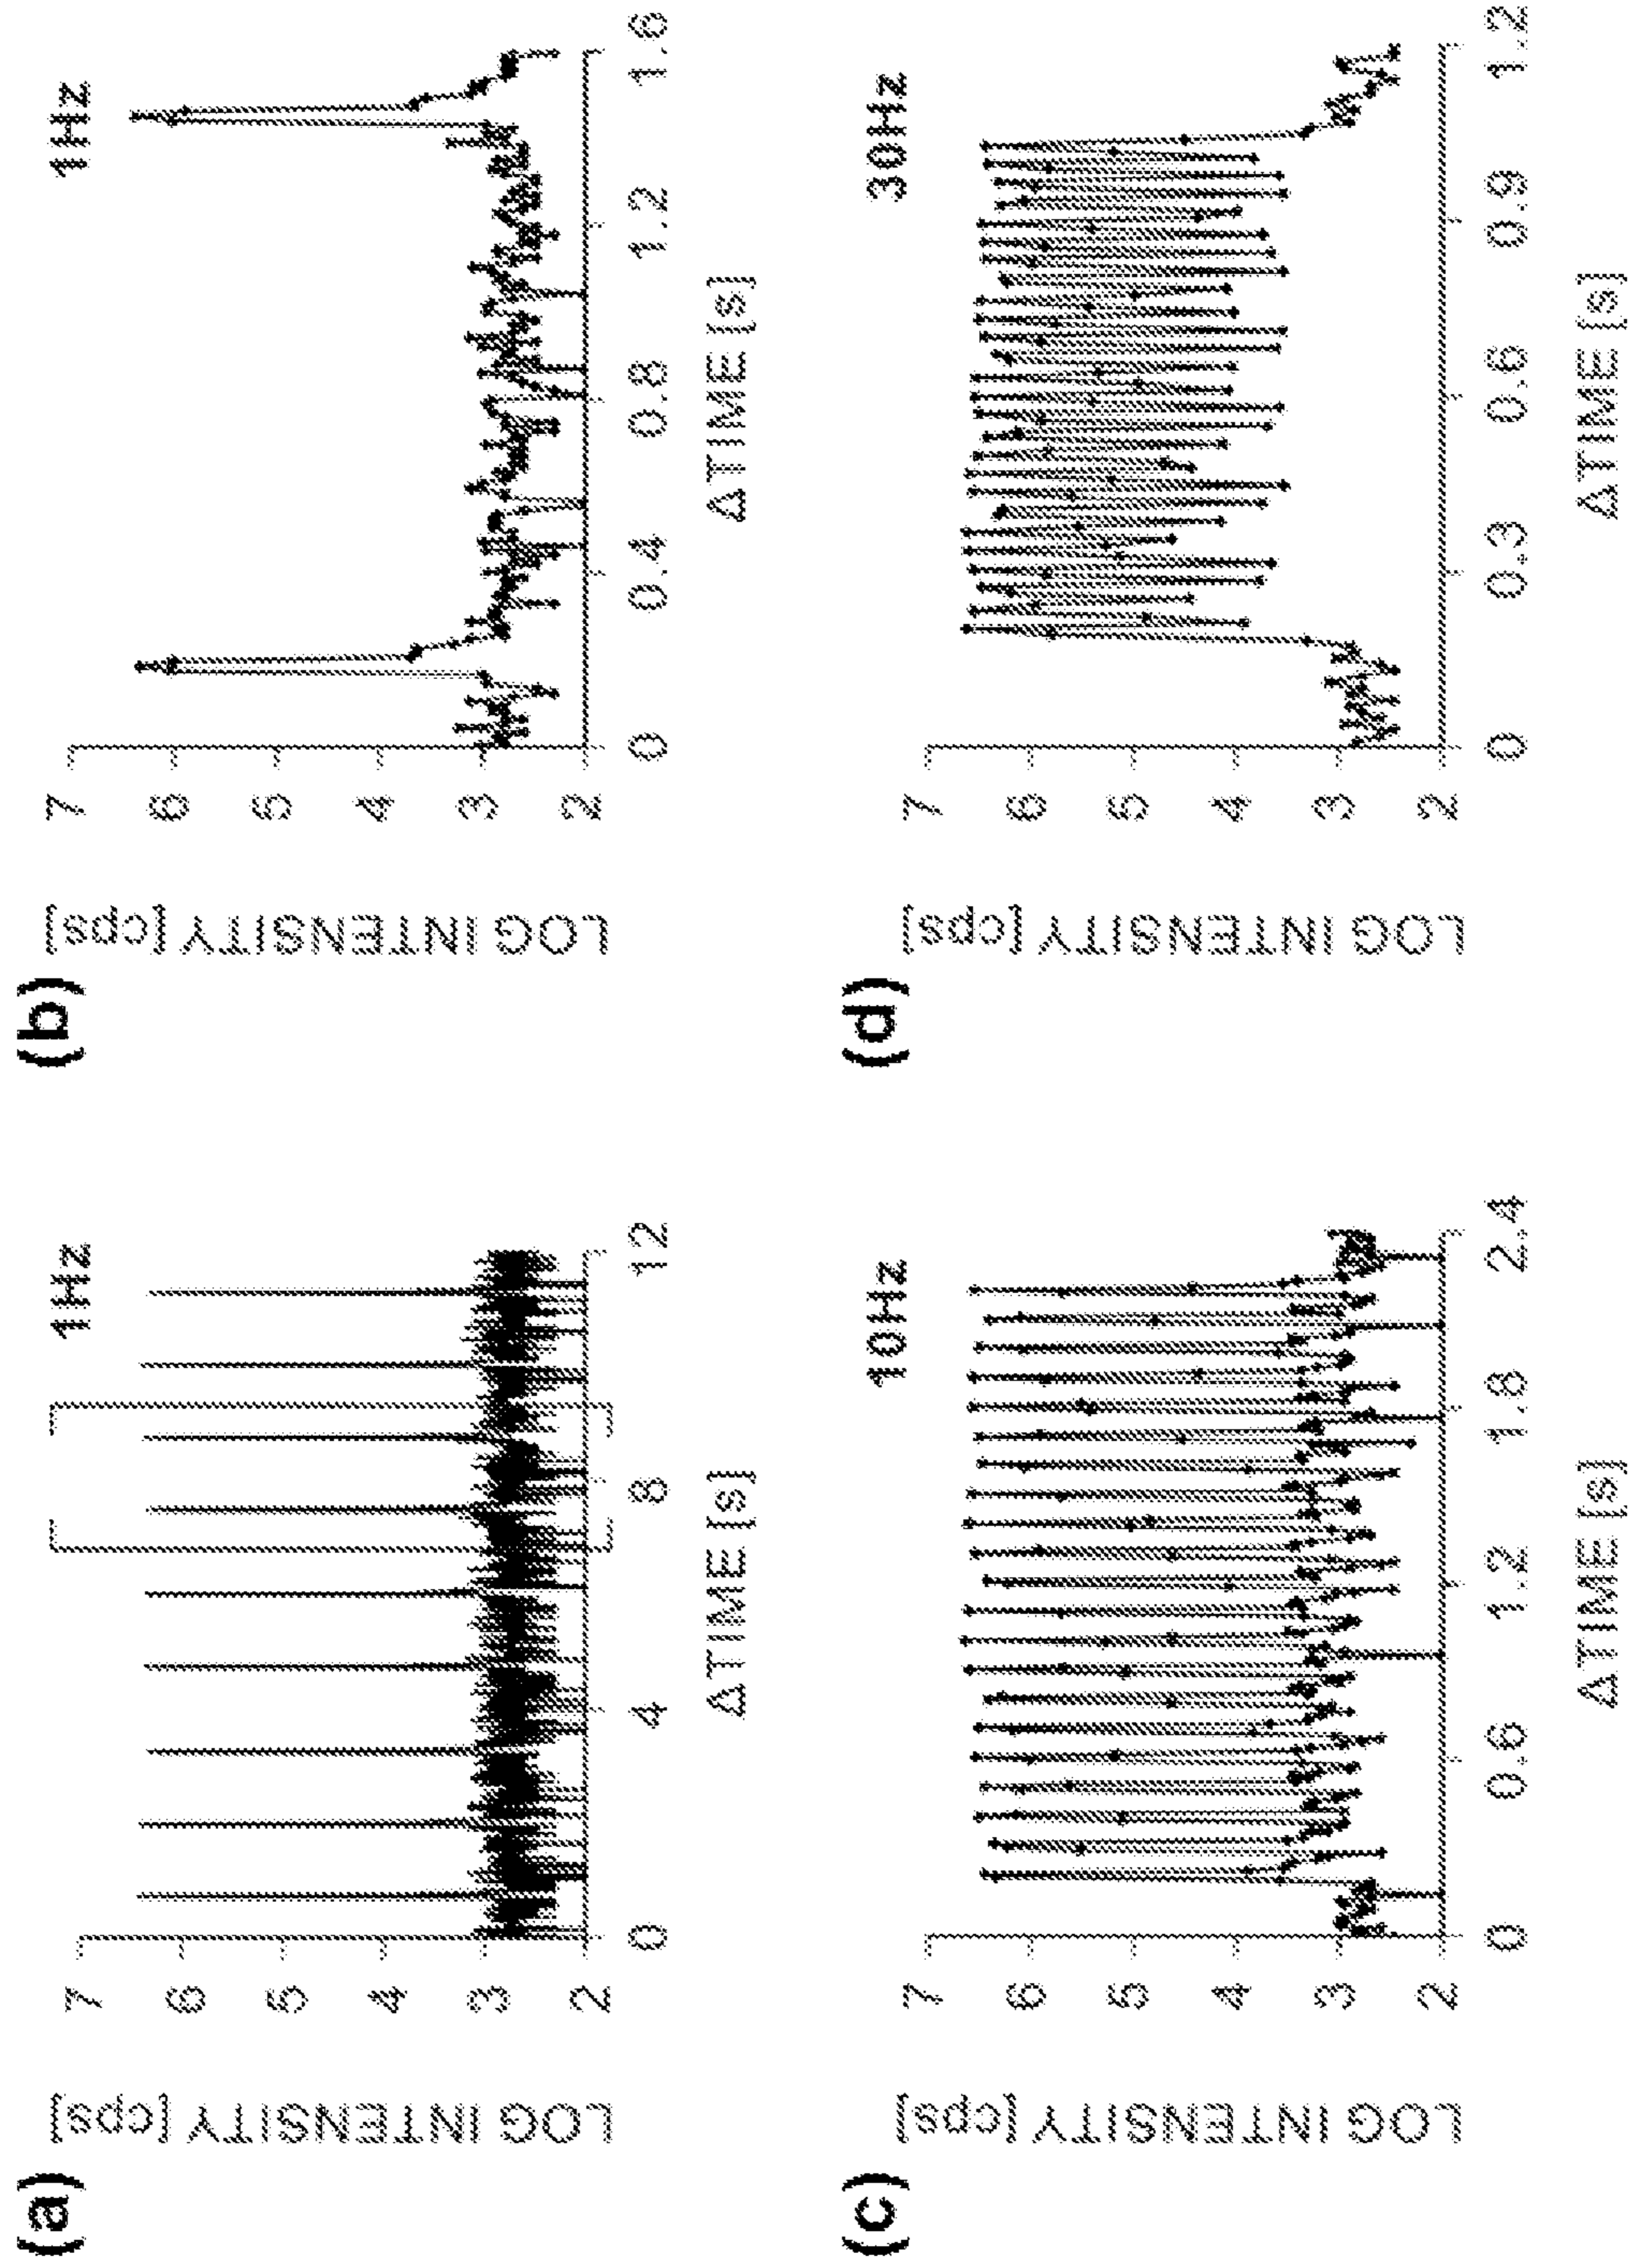 (a)
1Hz
LOG INTENSITY [cps]
7
6
5
4
3
2
0
4
8
12
ΔTIME [s]
(b)
1Hz
LOG INTENSITY [cps]
7
6
5
4
3
2
0
0.4
0.8
1.2
1.6
ΔTIME [s]
(c)
10Hz
LOG INTENSITY [cps]
7
6
5
4
3
2
0
0.6
1.2
1.8
2.4
ΔTIME [s]
(d)
30Hz
LOG INTENSITY [cps]
7
6
5
4
3
2
0
0.3
0.6
0.9
1.2
ΔTIME [s]